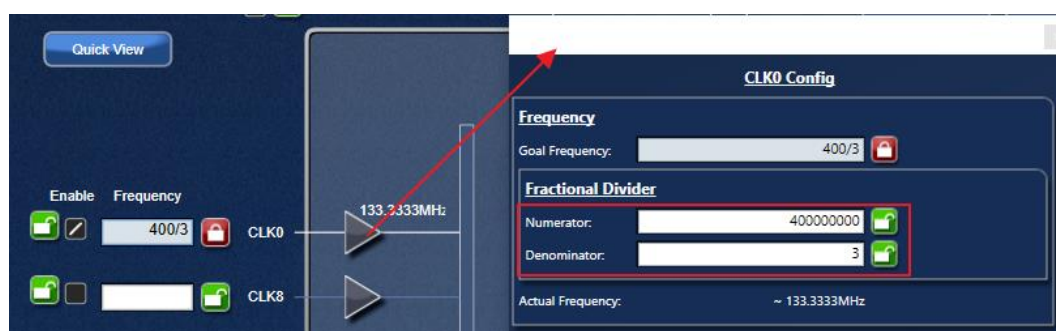 Quick View
CLK0 Config
Frequency
Goal Frequency: 400/3
Fractional Divider
Numerator: 400000000
Denominator: 3
Actual Frequency: ~ 133.3333MHz
Enable Frequency
133.3333MHz
400/3 CLK0
CLK8